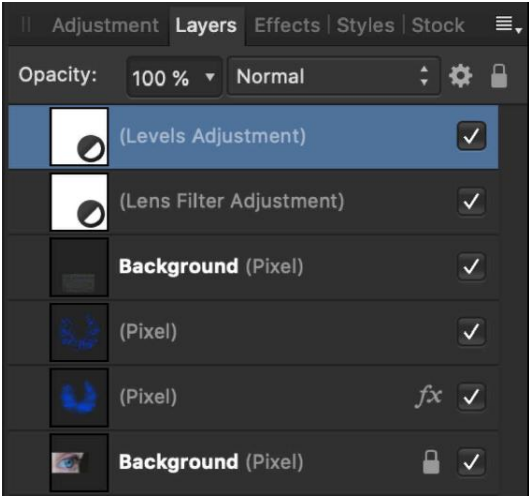 Adjustment Layers Effects | Styles | Stock
Opacity: 100 % Normal
(Levels Adjustment)
(Lens Filter Adjustment)
Background (Pixel)
(Pixel)
(Pixel) fx
Background (Pixel)